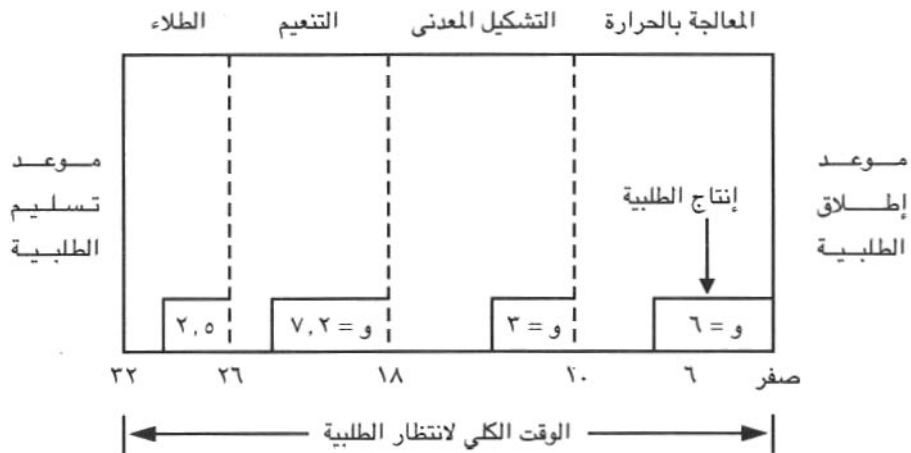 المعالجة بالحرارة التشكيل المعدنى التنعيم الطلاء
موعد إطلاق الطلبية
موعد تسليم الطلبية
إنتاج الطلبية
و = ٦ و = ٣ و = ٧,٢ ٢,٥
صفر ٦ ١٠ ١٨ ٢٦ ٣٢
الوقت الكلي لانتظار الطلبية